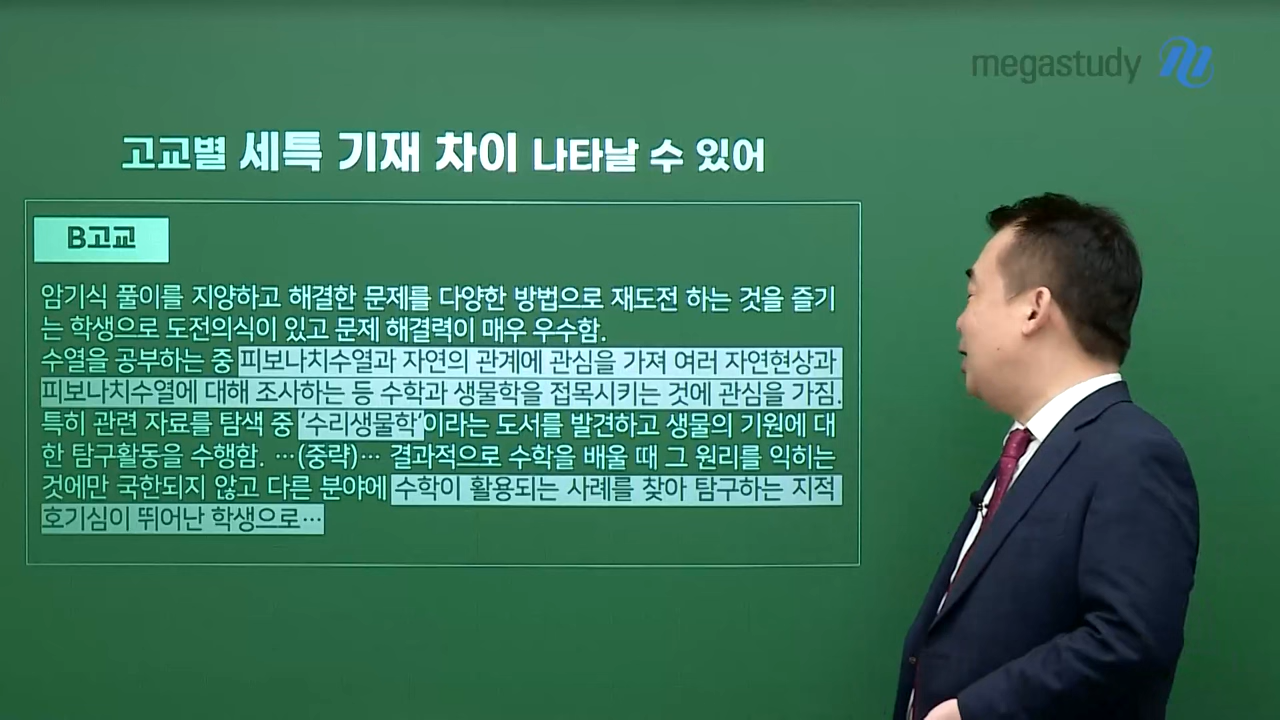 megastudy
고교별 세특 기재 차이 나타날 수 있어
B고교
암기식 풀이를 지양하고 해결한 문제를 다양한 방법으로 재도전 하는 것을 즐기
는 학생으로 도전의식이 있고 문제 해결력이 매우 우수함.
수열을 공부하는 중 피보나치수열과 자연의 관계에 관심을 가져 여러 자연현상과
피보나치수열에 대해 조사하는 등 수학과 생물학을 접목시키는 것에 관심을 가짐.
특히 관련 자료를 탐색 중 '수리생물학'이라는 도서를 발견하고 생물의 기원에 대
한 탐구활동을 수행함. …(중략)… 결과적으로 수학을 배울 때 그 원리를 익히는
것에만 국한되지 않고 다른 분야에 수학이 활용되는 사례를 찾아 탐구하는 지적
호기심이 뛰어난 학생으로…